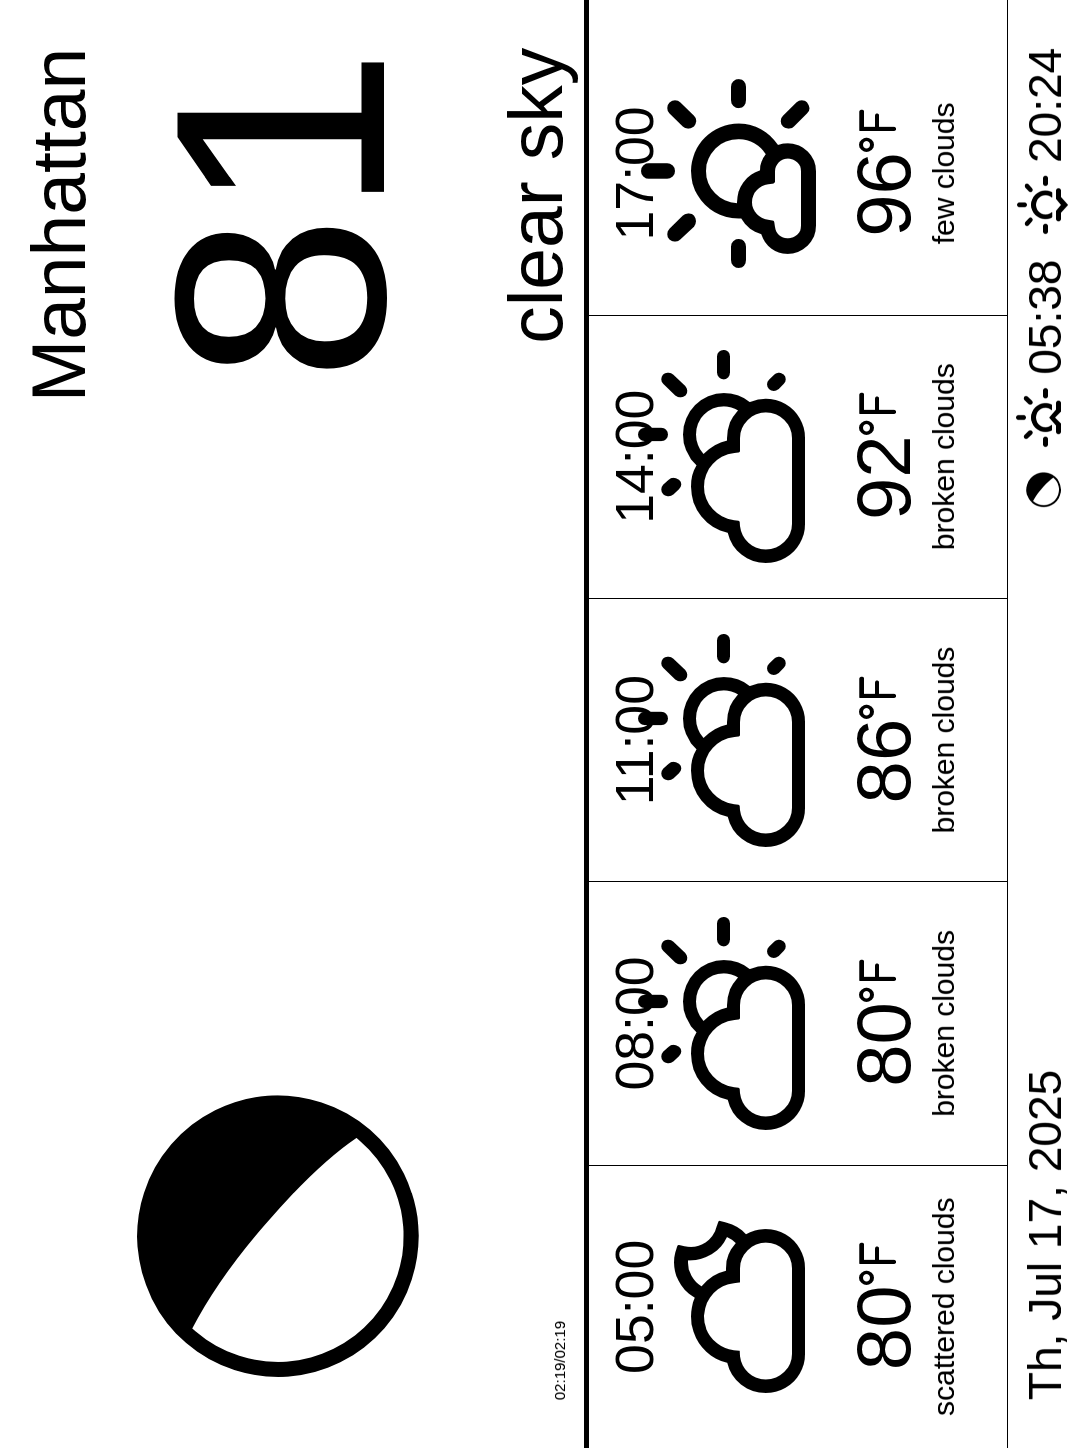 Manhattan
81
clear sky
02:19/02:19
05:00
80°F
scattered clouds
08:00
80°F
broken clouds
11:00
86°F
broken clouds
14:00
92°F
broken clouds
17:00
96°F
few clouds
Th, Jul 17, 2025
05:38
20:24